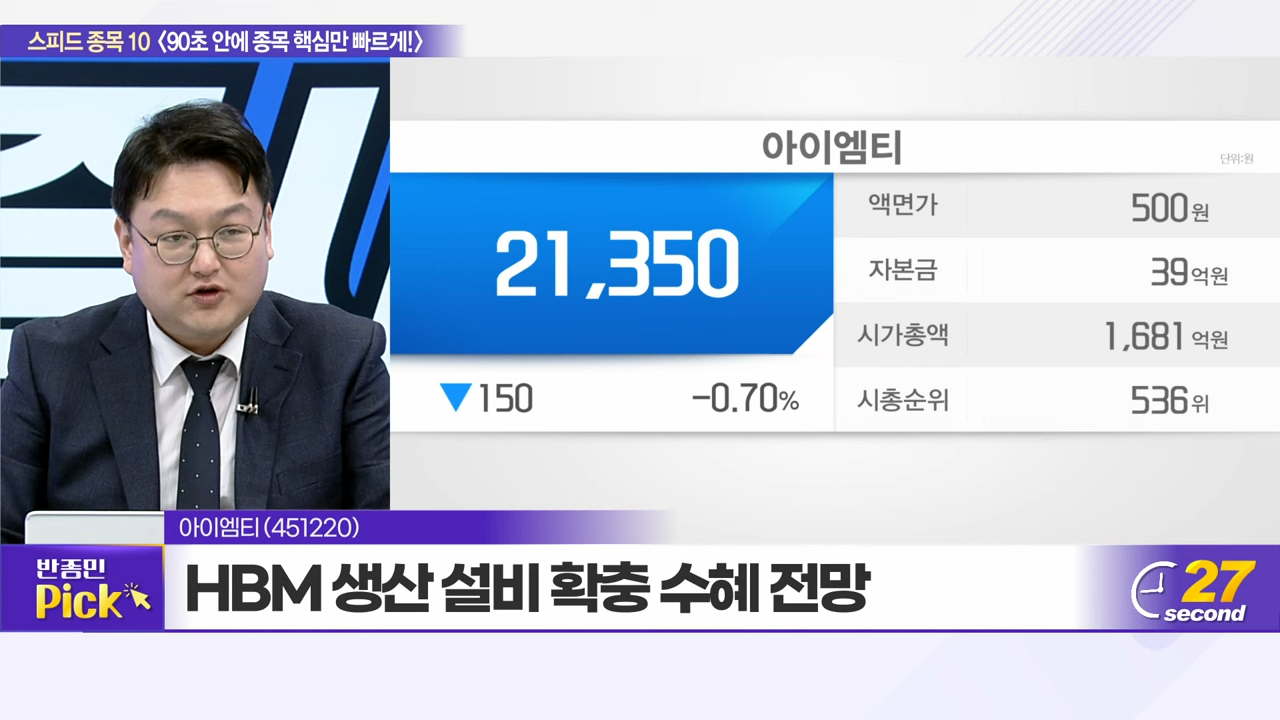 스피드 종목 10 〈90초 안에 종목 핵심만 빠르게!〉
아이엠티
단위:원
21,350
▼150 -0.70%
액면가 500원
자본금 39억원
시가총액 1,681억원
시총순위 536위
아이엠티(451220)
반종민
Pick
HBM 생산 설비 확충 수혜 전망
27
second